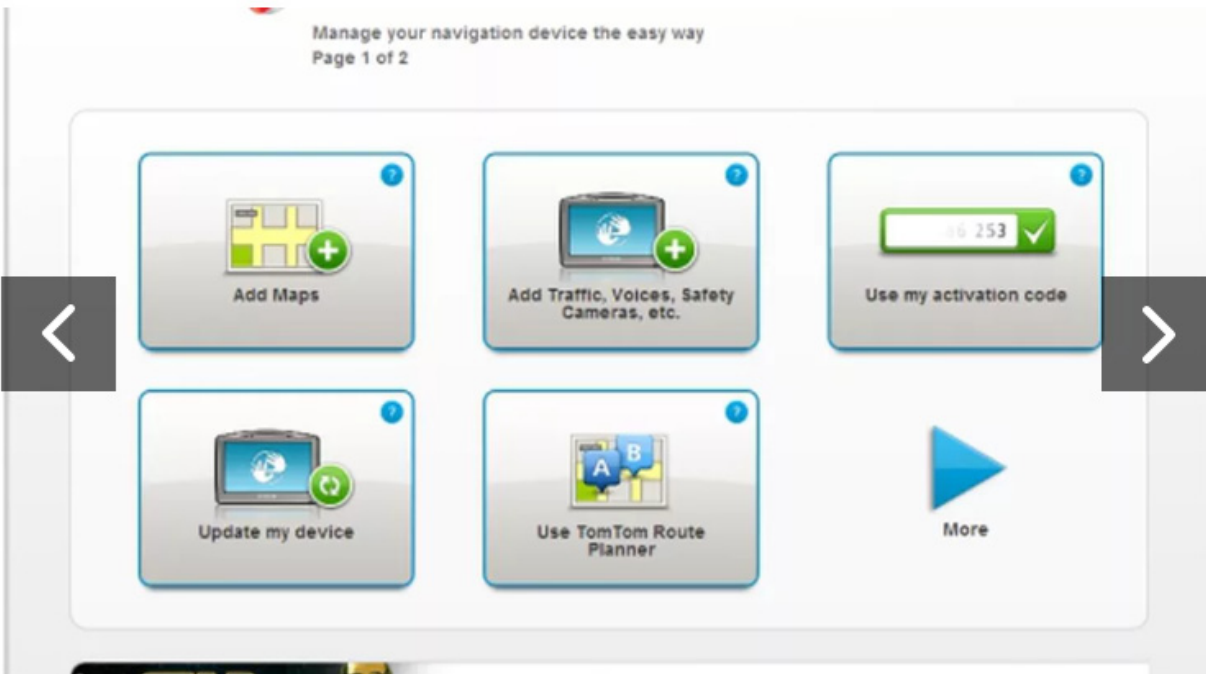 Manage your navigation device the easy way
Page 1 of 2
?
?
?
253
Add Maps
Add Traffic, Voices, Safety
Cameras, etc.
Use my activation code
?
?
A
B
Update my device
Use TomTom Route
Planner
More